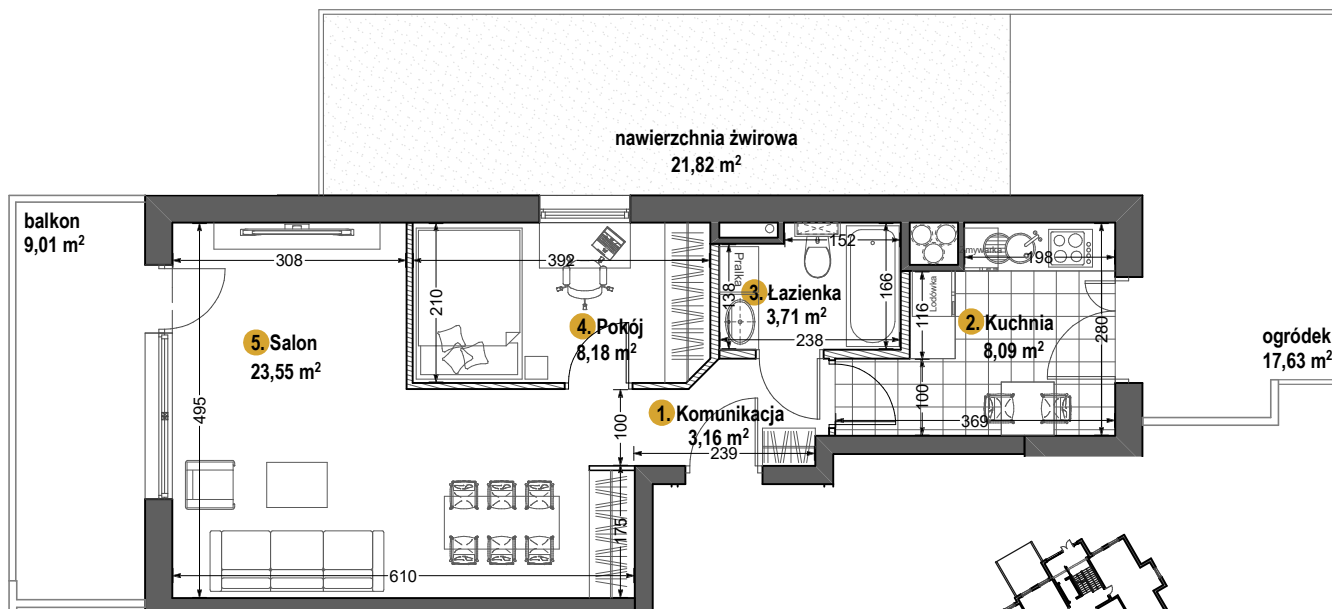 nawierzchnia żwirowa
21,82 m²
balkon
9,01 m²
308
392
152
198
Pralka
Lodówka
zmywarka
210
138
166
116
280
3. Łazienka
3,71 m²
238
4. Pokój
8,18 m²
2. Kuchnia
8,09 m²
5. Salon
23,55 m²
ogródek
17,63 m²
495
100
100
1. Komunikacja
3,16 m²
239
369
175
610